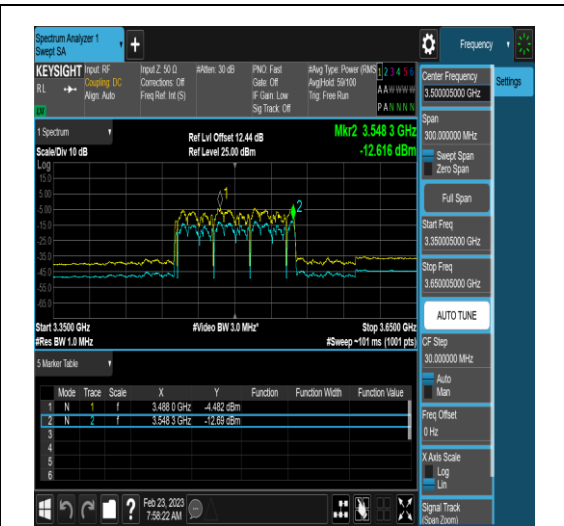 Spectrum Analyzer 1
Swept SA
+
Frequency
KEYSIGHT
Input: RF
Input Z: 50 Ω
#Atten: 30 dB
PNO: Fast
#Avg Type: Power (RMS)
1 2 3 4 5 6
RL
Coupling: DC
Corrections: Off
Gate: Off
Avg|Hold: 59/100
A A W W W W
Align: Auto
Freq Ref: Int (S)
IF Gain: Low
Trig: Free Run
Sig Track: Off
P A N N N N
Center Frequency
3.500005000 GHz
Settings
Span
300.000000 MHz
Swept Span
Zero Span
Full Span
Start Freq
3.350005000 GHz
Stop Freq
3.650005000 GHz
AUTO TUNE
CF Step
30.000000 MHz
Auto
Man
Freq Offset
0 Hz
X Axis Scale
Log
Lin
Signal Track
(Span Zoom)
1 Spectrum
Ref Lvl Offset 12.44 dB
Mkr2 3.548 3 GHz
Scale/Div 10 dB
Ref Level 25.00 dBm
-12.616 dBm
Log
15.0
5.00
-5.00
-15.0
-25.0
-35.0
-45.0
-55.0
-65.0
1
2
Start 3.3500 GHz
#Video BW 3.0 MHz*
Stop 3.6500 GHz
#Res BW 1.0 MHz
#Sweep ~101 ms (1001 pts)
5 Marker Table
Mode Trace Scale X Y Function Function Width Function Value
1 N 1 f 3.488 0 GHz -4.482 dBm
2 N 2 f 3.548 3 GHz -12.69 dBm
3
4
5
6
?
Feb 23, 2023
7:58:22 AM